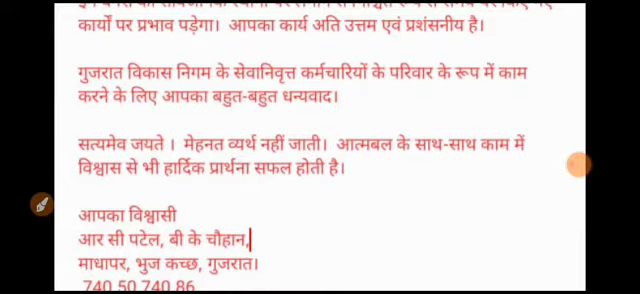 कार्यों पर प्रभाव पड़ेगा। आपका कार्य अति उत्तम एवं प्रशंसनीय है।
गुजरात विकास निगम के सेवानिवृत्त कर्मचारियों के परिवार के रूप में काम
करने के लिए आपका बहुत-बहुत धन्यवाद।
सत्यमेव जयते । मेहनत व्यर्थ नहीं जाती। आत्मबल के साथ-साथ काम में
विश्वास से भी हार्दिक प्रार्थना सफल होती है।
आपका विश्वासी
आर सी पटेल, बी के चौहान,
माधापर, भुज कच्छ, गुजरात।
740 50 740 86